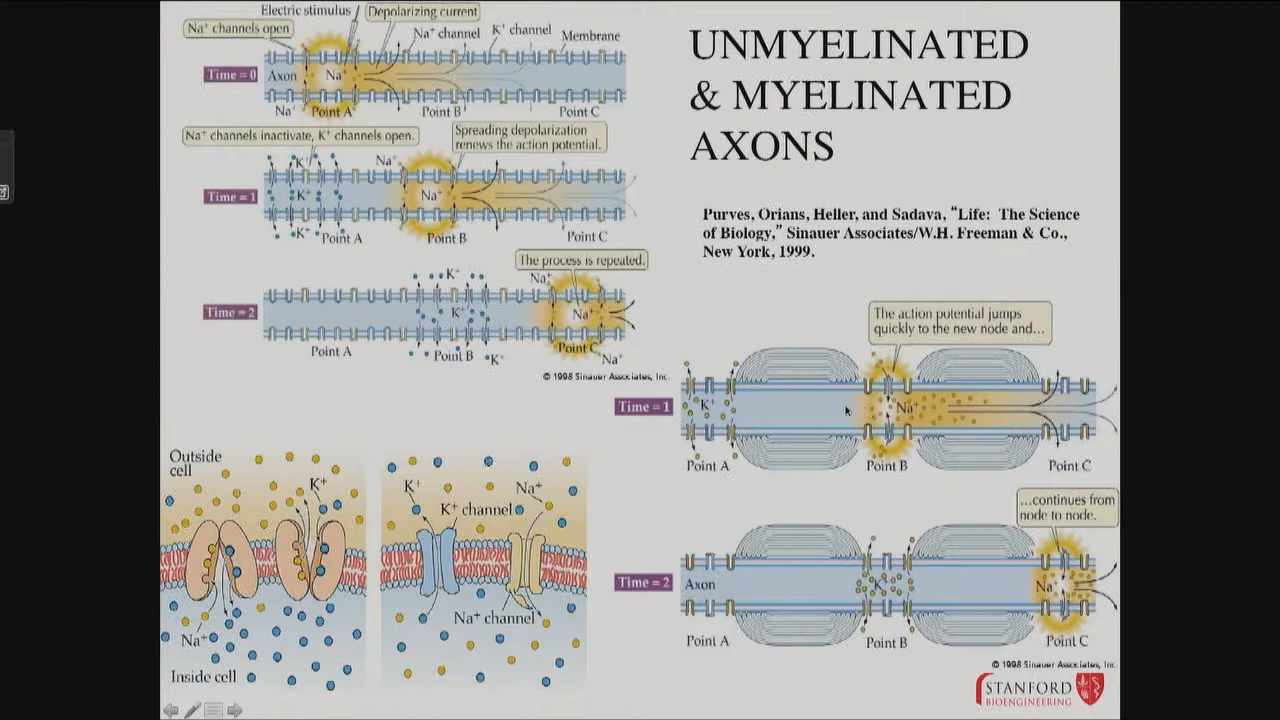 Electric stimulus
Depolarizing current
Na⁺ channels open
Na⁺ channel
K⁺ channel
Membrane
Time = 0
Axon
Na⁺
Na⁺
Point A
Point B
Point C
Na⁺ channels inactivate, K⁺ channels open.
Spreading depolarization
renews the action potential.
K⁺
Na⁺
Time = 1
K⁺
Na⁺
K⁺
Point A
Point B
Point C
The process is repeated.
K⁺
Na⁺
Time = 2
K⁺
Na⁺
Point A
Point B
K⁺
Point C
Na⁺
© 1998 Sinauer Associates, Inc.
UNMYELINATED
& MYELINATED
AXONS
Purves, Orians, Heller, and Sadava, “Life: The Science
of Biology,” Sinauer Associates/W.H. Freeman & Co.,
New York, 1999.
The action potential jumps
quickly to the new node and...
Time = 1
K⁺
Na⁺
Point A
Point B
Point C
...continues from
node to node.
Time = 2
Axon
K⁺
Na⁺
Point A
Point B
Point C
© 1998 Sinauer Associates, Inc.
Outside
cell
K⁺
Na⁺
Inside cell
K⁺
Na⁺
K⁺ channel
Na⁺ channel
STANFORD
BIOENGINEERING